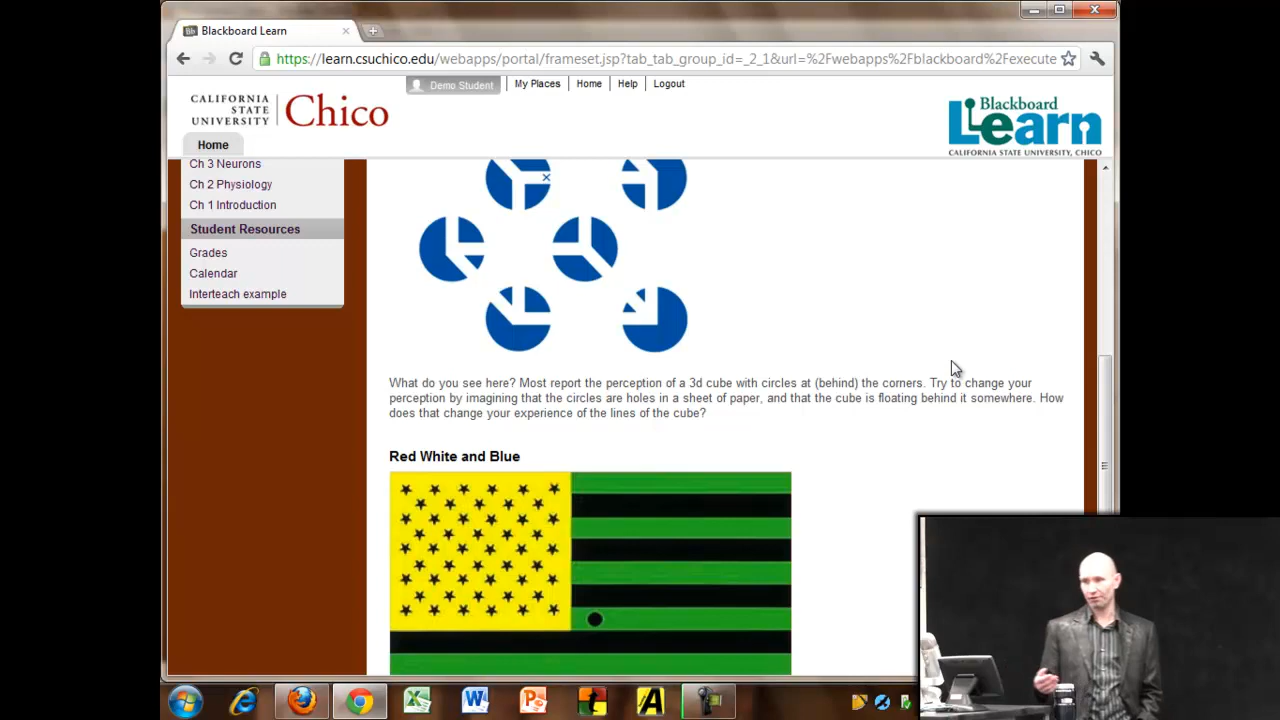 Blackboard Learn
https://learn.csuchico.edu/webapps/portal/frameset.jsp?tab_tab_group_id=_2_1&url=%2Fwebapps%2Fblackboard%2Fexecute
Demo Student My Places Home Help Logout
CALIFORNIA
STATE
UNIVERSITY
Chico
Blackboard
Learn
CALIFORNIA STATE UNIVERSITY, CHICO
Home
Ch 3 Neurons
Ch 2 Physiology
Ch 1 Introduction
Student Resources
Grades
Calendar
Interteach example
What do you see here? Most report the perception of a 3d cube with circles at (behind) the corners. Try to change your
perception by imagining that the circles are holes in a sheet of paper, and that the cube is floating behind it somewhere. How
does that change your experience of the lines of the cube?
Red White and Blue